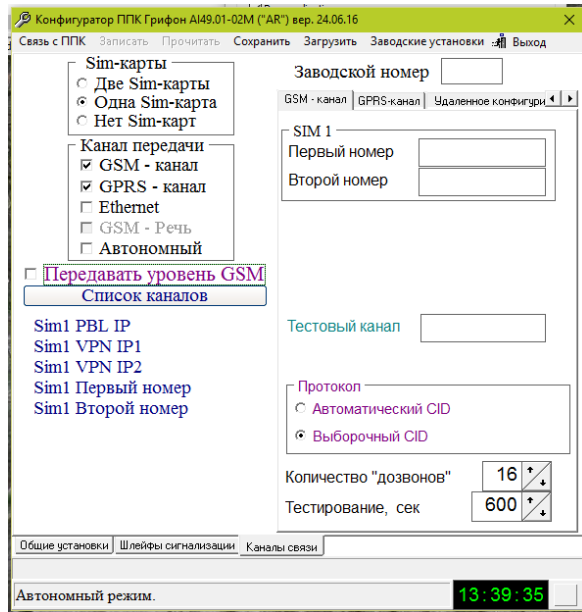 Конфигуратор ППК Грифон AI49.01-02M ("AR") вер. 24.06.16
Связь с ППК Записать Прочитать Сохранить Загрузить Заводские установки Выход
Sim-карты
Две Sim-карты
Одна Sim-карта
Нет Sim-карт
Канал передачи
GSM - канал
GPRS - канал
Ethernet
GSM - Речь
Автономный
Передавать уровень GSM
Список каналов
Sim1 PBL IP
Sim1 VPN IP1
Sim1 VPN IP2
Sim1 Первый номер
Sim1 Второй номер
Заводской номер
GSM - канал GPRS-канал Удаленное конфигури
SIM 1
Первый номер
Второй номер
Тестовый канал
Протокол
Автоматический CID
Выборочный CID
Количество "дозвонов" 16
Тестирование, сек 600
Общие установки Шлейфы сигнализации Каналы связи
Автономный режим. 13:39:35